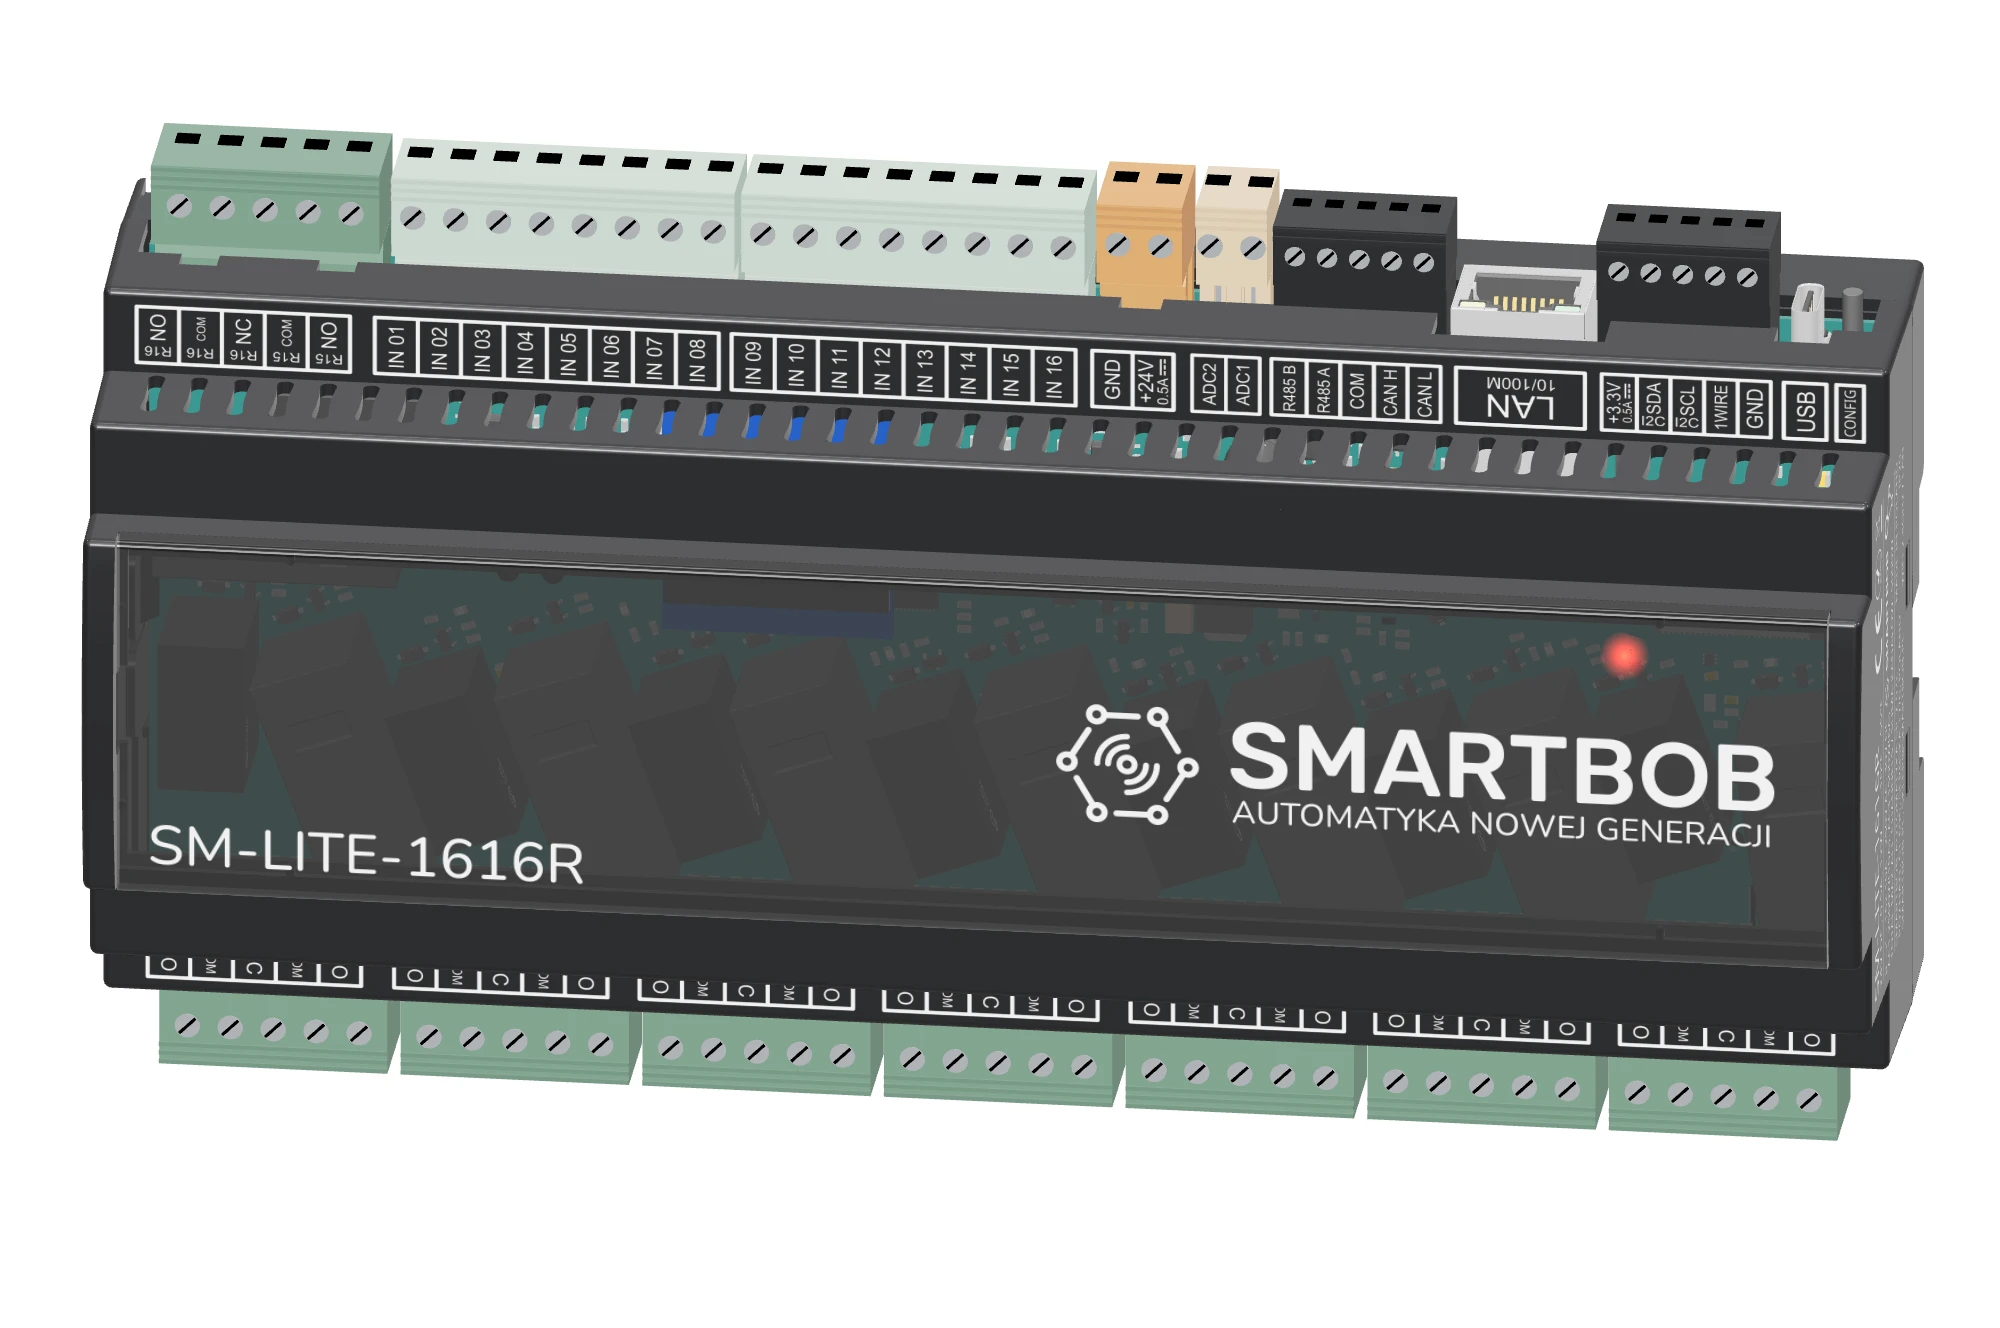 NO R16
COM R16
NC R16
COM R15
NO R15
IN 01
IN 02
IN 03
IN 04
IN 05
IN 06
IN 07
IN 08
IN 09
IN 10
IN 11
IN 12
IN 13
IN 14
IN 15
IN 16
GND
+24V
0.5A
ADC2
ADC1
R485 B
R485 A
COM
CAN H
CAN L
LAN
10/100M
+3.3V
0.5A
I2C SDA
I2C SCL
1WIRE
GND
USB
CONFIG
SMARTBOB
AUTOMATYKA NOWEJ GENERACJI
SM-LITE-1616R